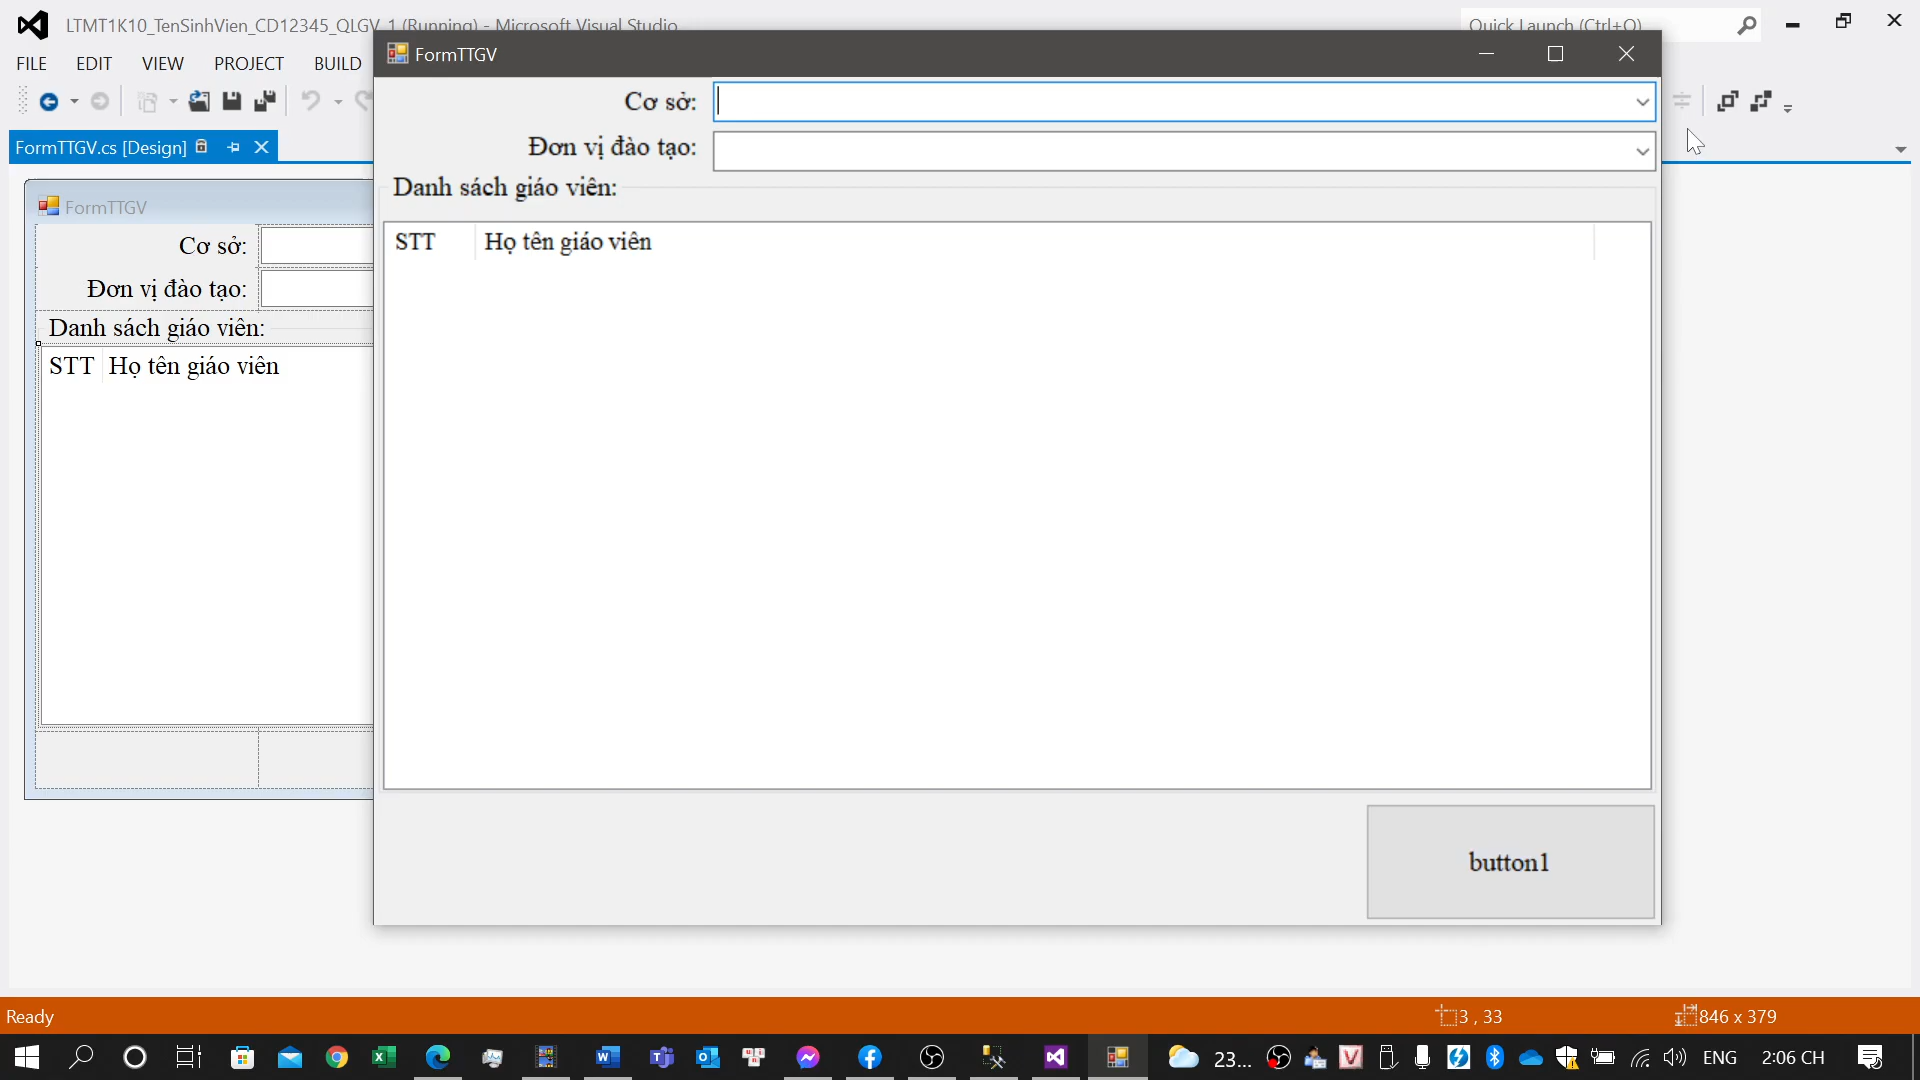 LTMT1K10_TenSinhVien_CD12345_QLGV_1 (Running) - Microsoft Visual Studio
Quick Launch (Ctrl+Q)
FILE EDIT VIEW PROJECT BUILD
FormTTGV.cs [Design]
FormTTGV
Cơ sở:
Đơn vị đào tạo:
Danh sách giáo viên:
STT Họ tên giáo viên
FormTTGV
Cơ sở:
Đơn vị đào tạo:
Danh sách giáo viên:
STT Họ tên giáo viên
button1
Ready 3 , 33 846 x 379
23... ENG 2:06 CH